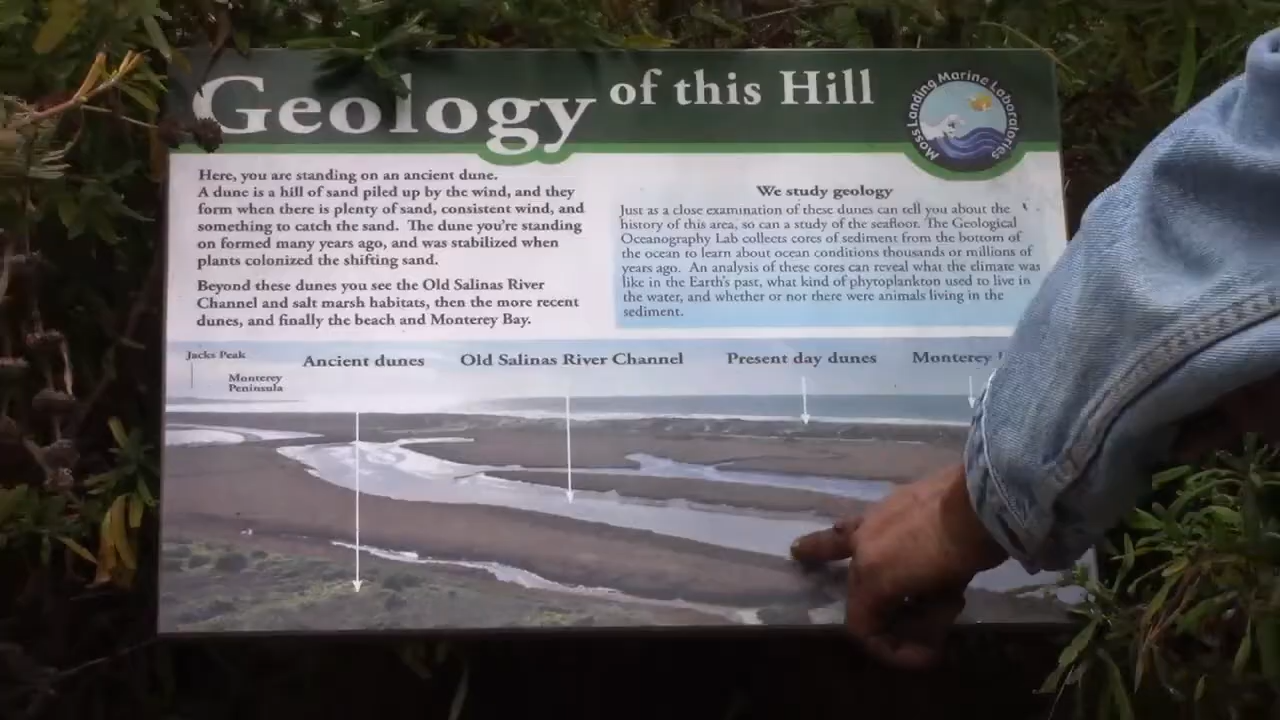 Geology of this Hill
Moss Landing Marine Laboratories
Here, you are standing on an ancient dune.
A dune is a hill of sand piled up by the wind, and they
form when there is plenty of sand, consistent wind, and
something to catch the sand. The dune you're standing
on formed many years ago, and was stabilized when
plants colonized the shifting sand.
Beyond these dunes you see the Old Salinas River
Channel and salt marsh habitats, then the more recent
dunes, and finally the beach and Monterey Bay.
We study geology
Just as a close examination of these dunes can tell you about the
history of this area, so can a study of the seafloor. The Geological
Oceanography Lab collects cores of sediment from the bottom of
the ocean to learn about ocean conditions thousands or millions of
years ago. An analysis of these cores can reveal what the climate was
like in the Earth's past, what kind of phytoplankton used to live in
the water, and whether or not there were animals living in the
sediment.
Jacks Peak
Monterey
Peninsula
Ancient dunes
Old Salinas River Channel
Present day dunes
Monterey